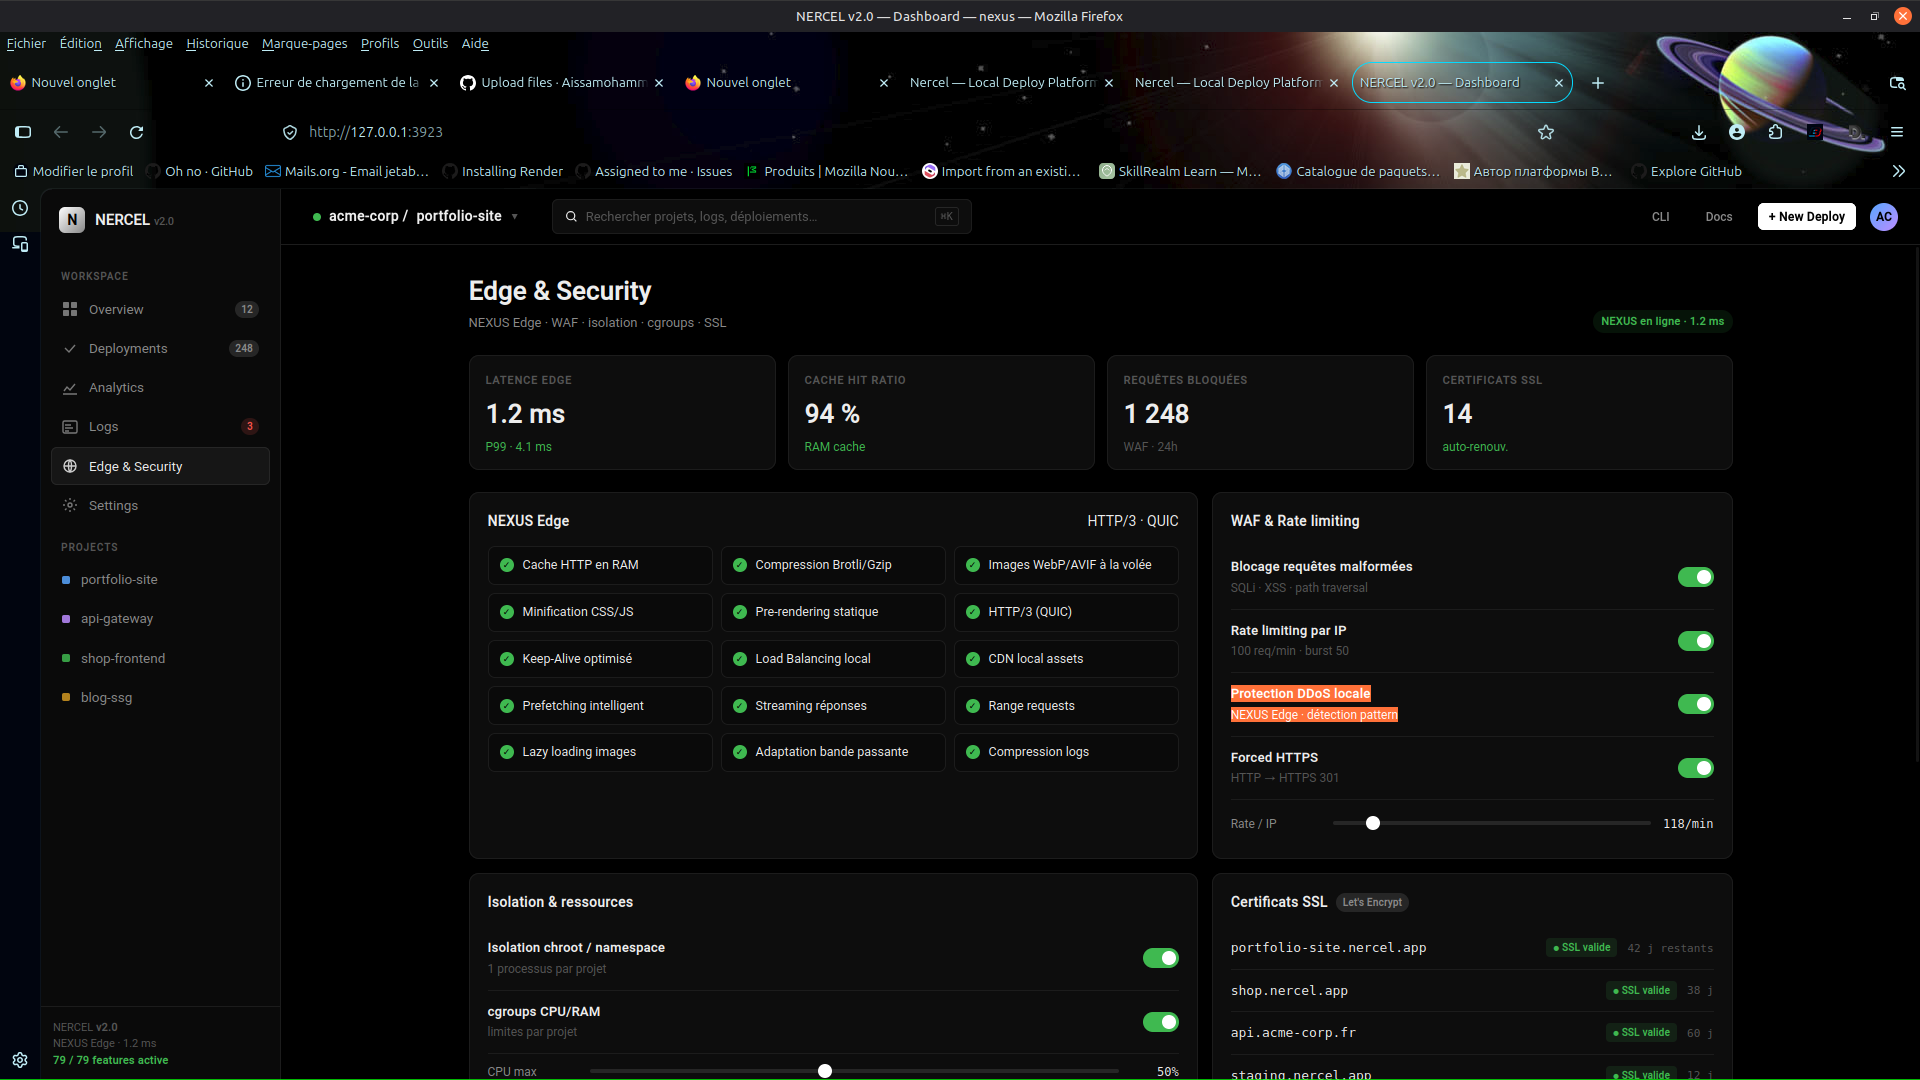 NERCEL v2.0 — Dashboard — nexus — Mozilla Firefox
Fichier Édition Affichage Historique Marque-pages Profils Outils Aide
Nouvel onglet
Erreur de chargement de la
Upload files · Aissamohamm
Nouvel onglet
Nercel — Local Deploy Platform
Nercel — Local Deploy Platform
NERCEL v2.0 — Dashboard
http://127.0.0.1:3923
Modifier le profil
Oh no · GitHub
Mails.org - Email jetab…
Installing Render
Assigned to me · Issues
Produits | Mozilla Nou…
Import from an existi…
SkillRealm Learn — M…
Catalogue de paquets…
Автор платформы В…
Explore GitHub
N NERCEL v2.0
acme-corp / portfolio-site
Rechercher projets, logs, déploiements… ⌘K
CLI
Docs
+ New Deploy
AC
WORKSPACE
Overview 12
Deployments 248
Analytics
Logs 3
Edge & Security
Settings
PROJECTS
portfolio-site
api-gateway
shop-frontend
blog-ssg
NERCEL v2.0
NEXUS Edge · 1.2 ms
79 / 79 features active
Edge & Security
NEXUS Edge · WAF · isolation · cgroups · SSL
NEXUS en ligne · 1.2 ms
LATENCE EDGE
1.2 ms
P99 · 4.1 ms
CACHE HIT RATIO
94 %
RAM cache
REQUÊTES BLOQUÉES
1 248
WAF · 24h
CERTIFICATS SSL
14
auto-renouv.
NEXUS Edge HTTP/3 · QUIC
Cache HTTP en RAM
Compression Brotli/Gzip
Images WebP/AVIF à la volée
Minification CSS/JS
Pre-rendering statique
HTTP/3 (QUIC)
Keep-Alive optimisé
Load Balancing local
CDN local assets
Prefetching intelligent
Streaming réponses
Range requests
Lazy loading images
Adaptation bande passante
Compression logs
WAF & Rate limiting
Blocage requêtes malformées
SQLi · XSS · path traversal
Rate limiting par IP
100 req/min · burst 50
Protection DDoS locale
NEXUS Edge · détection pattern
Forced HTTPS
HTTP → HTTPS 301
Rate / IP 118/min
Isolation & ressources
Isolation chroot / namespace
1 processus par projet
cgroups CPU/RAM
limites par projet
CPU max 50%
Certificats SSL Let's Encrypt
portfolio-site.nercel.app ● SSL valide 42 j restants
shop.nercel.app ● SSL valide 38 j
api.acme-corp.fr ● SSL valide 60 j
staging.nercel.app ● SSL valide 12 j